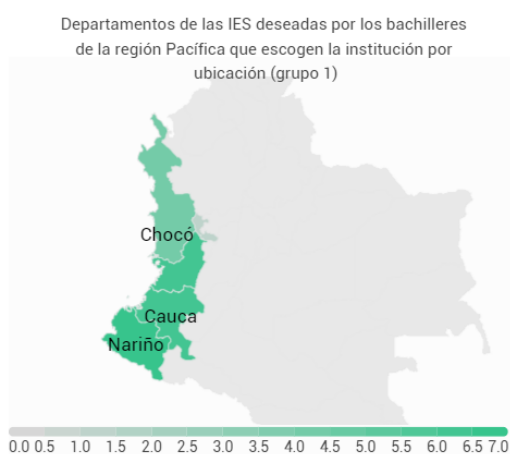 Departamentos de las IES deseadas por los bachilleres
de la región Pacífica que escogen la institución por
ubicación (grupo 1)
Chocó
Cauca
Nariño
0.0 0.5 1.0 1.5 2.0 2.5 3.0 3.5 4.0 4.5 5.0 5.5 6.0 6.5 7.0